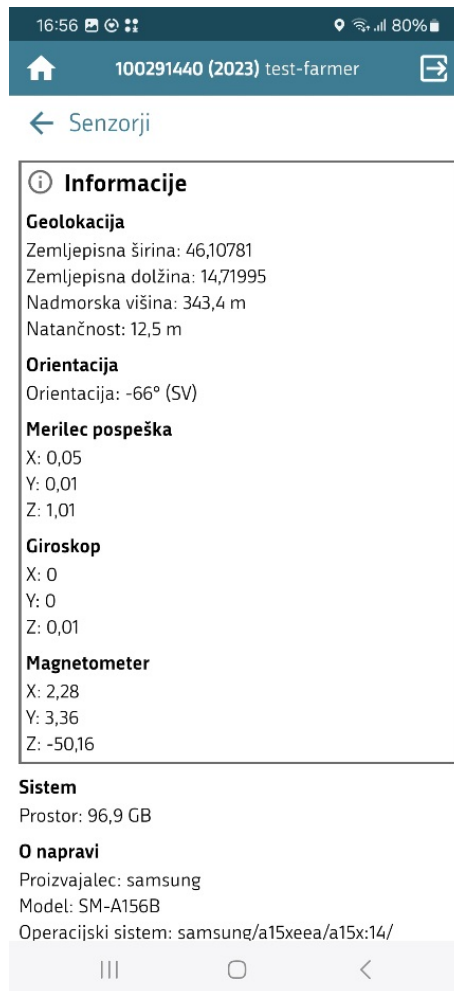 16:56 80%
100291440 (2023) test-farmer
Senzorji
Informacije
Geolokacija
Zemljepisna širina: 46,10781
Zemljepisna dolžina: 14,71995
Nadmorska višina: 343,4 m
Natančnost: 12,5 m
Orientacija
Orientacija: -66° (SV)
Merilec pospeška
X: 0,05
Y: 0,01
Z: 1,01
Giroskop
X: 0
Y: 0
Z: 0,01
Magnetometer
X: 2,28
Y: 3,36
Z: -50,16
Sistem
Prostor: 96,9 GB
O napravi
Proizvajalec: samsung
Model: SM-A156B
Operacijski sistem: samsung/a15xeea/a15x:14/